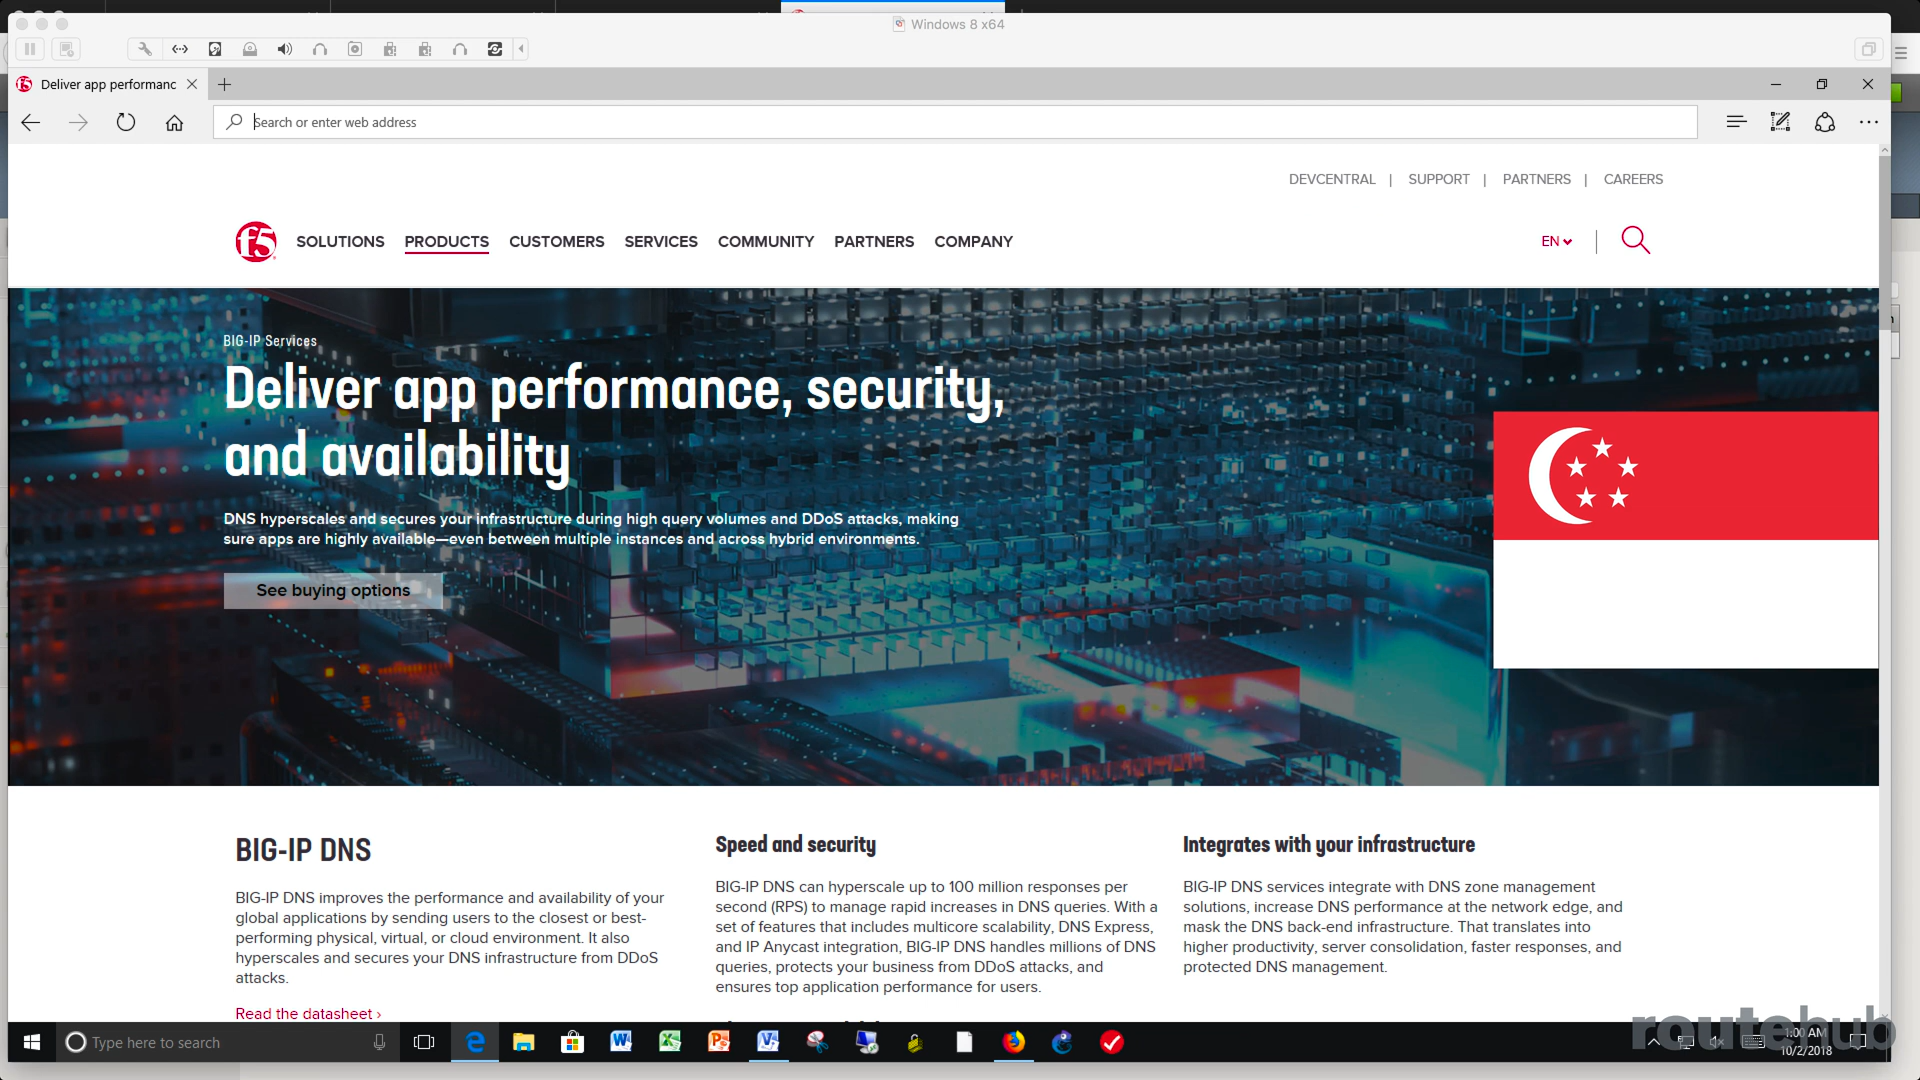 Windows 8 x64
Deliver app performanc
Search or enter web address
DEVCENTRAL | SUPPORT | PARTNERS | CAREERS
f5 SOLUTIONS PRODUCTS CUSTOMERS SERVICES COMMUNITY PARTNERS COMPANY
EN
BIG-IP Services
Deliver app performance, security,
and availability
DNS hyperscales and secures your infrastructure during high query volumes and DDoS attacks, making
sure apps are highly available—even between multiple instances and across hybrid environments.
See buying options
BIG-IP DNS
BIG-IP DNS improves the performance and availability of your
global applications by sending users to the closest or best-
performing physical, virtual, or cloud environment. It also
hyperscales and secures your DNS infrastructure from DDoS
attacks.
Read the datasheet ›
Speed and security
BIG-IP DNS can hyperscale up to 100 million responses per
second (RPS) to manage rapid increases in DNS queries. With a
set of features that includes multicore scalability, DNS Express,
and IP Anycast integration, BIG-IP DNS handles millions of DNS
queries, protects your business from DDoS attacks, and
ensures top application performance for users.
Integrates with your infrastructure
BIG-IP DNS services integrate with DNS zone management
solutions, increase DNS performance at the network edge, and
mask the DNS back-end infrastructure. That translates into
higher productivity, server consolidation, faster responses, and
protected DNS management.
Type here to search
routehub
1:00 AM
10/2/2018